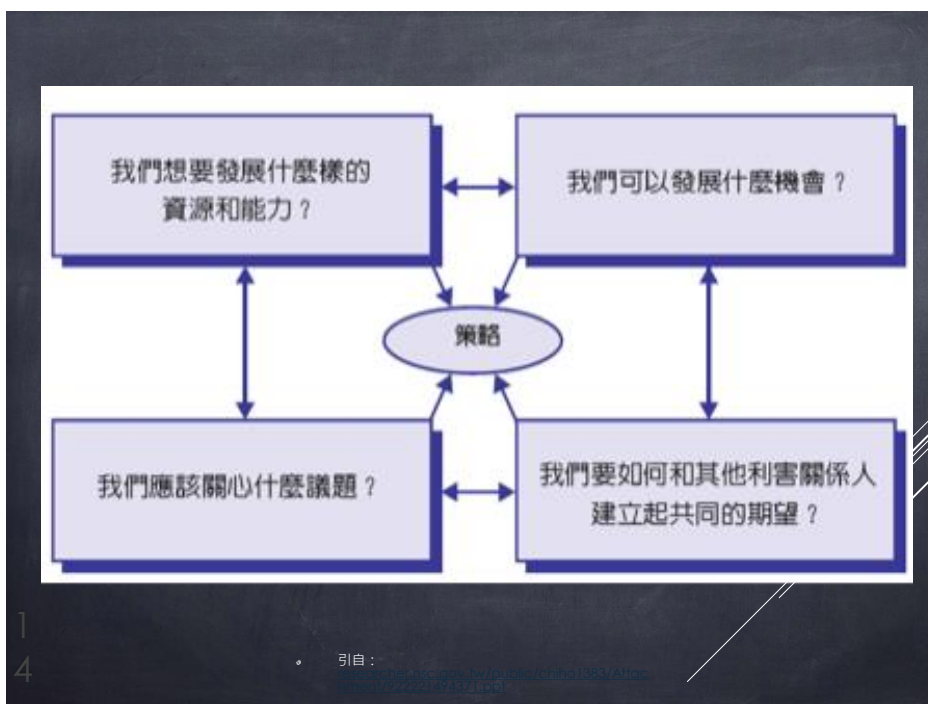 我們想要發展什麼樣的
資源和能力？
我們可以發展什麼機會？
策略
我們應該關心什麼議題？
我們要如何和其他利害關係人
建立起共同的期望？
1
4
引自：